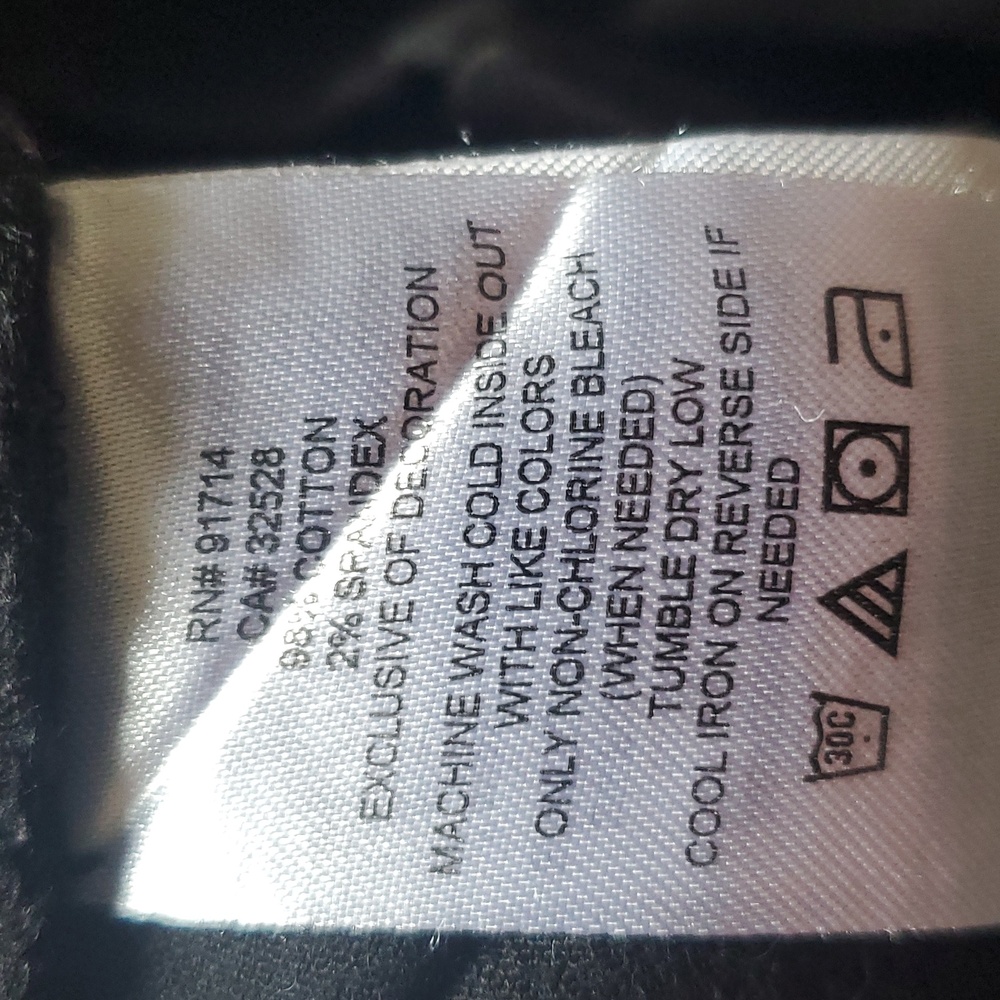 RN# 91714
CA# 32528
98% COTTON
2% SPANDEX
EXCLUSIVE OF DECORATION
MACHINE WASH COLD INSIDE OUT
WITH LIKE COLORS
ONLY NON-CHLORINE BLEACH
(WHEN NEEDED)
TUMBLE DRY LOW
COOL IRON ON REVERSE SIDE IF
NEEDED
30C